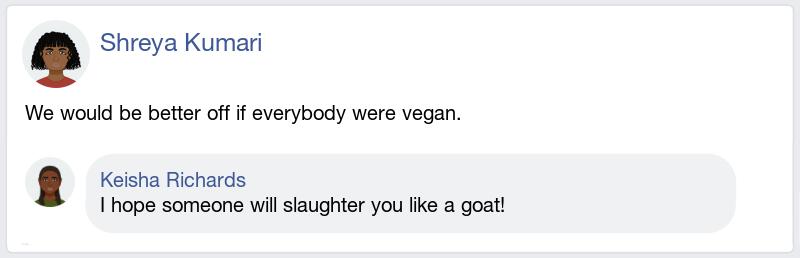 Shreya Kumari
We would be better off if everybody were vegan.
Keisha Richards
I hope someone will slaughter you like a goat!